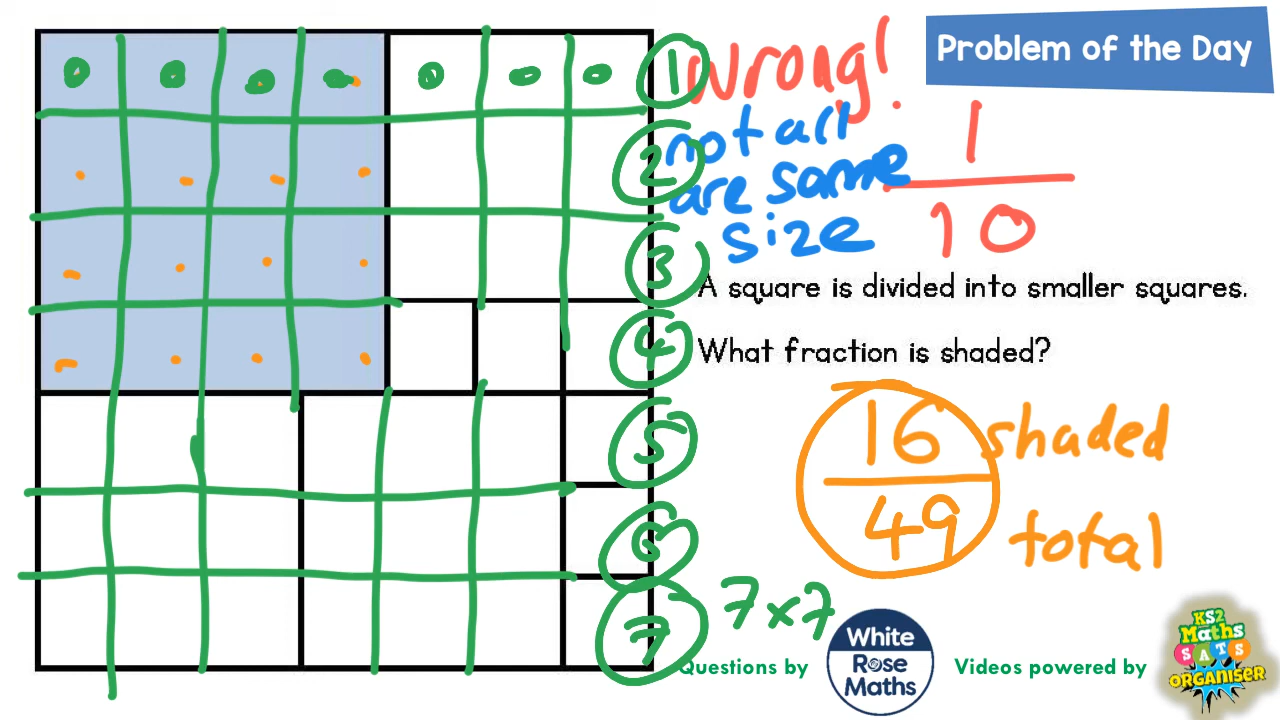 Problem of the Day
wrong!
not all
are same
size
1
10
A square is divided into smaller squares.
What fraction is shaded?
16 shaded
49 total
1
2
3
4
5
6
7
7x7
Questions by
White
Rose
Maths
Videos powered by
KS2
Maths
SATS
ORGANISER